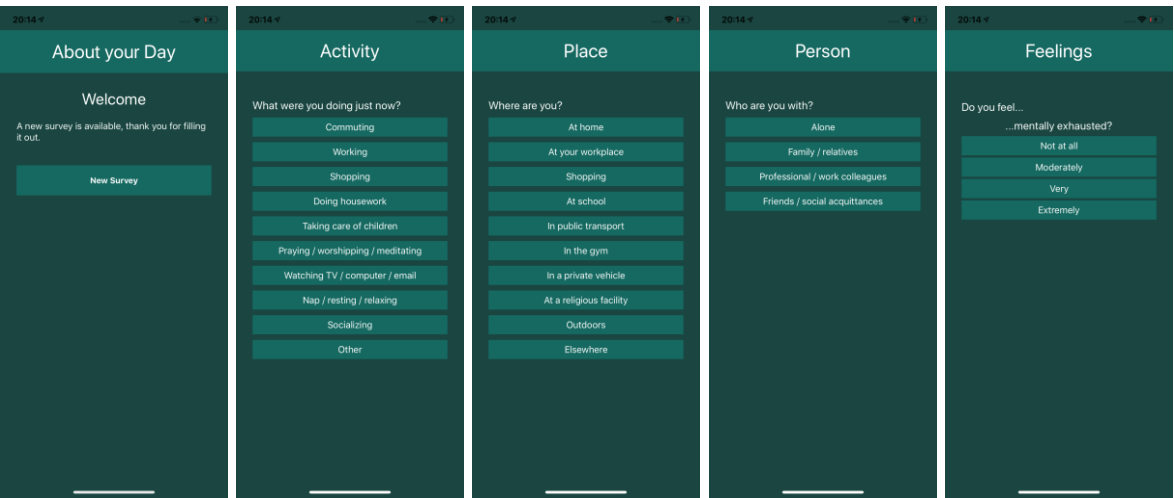 20:14
About your Day
Welcome
A new survey is available, thank you for filling
it out.
New Survey
20:14
Activity
What were you doing just now?
Commuting
Working
Shopping
Doing housework
Taking care of children
Praying / worshipping / meditating
Watching TV / computer / email
Nap / resting / relaxing
Socializing
Other
20:14
Place
Where are you?
At home
At your workplace
Shopping
At school
In public transport
In the gym
In a private vehicle
At a religious facility
Outdoors
Elsewhere
20:14
Person
Who are you with?
Alone
Family / relatives
Professional / work colleagues
Friends / social acquittances
20:14
Feelings
Do you feel...
...mentally exhausted?
Not at all
Moderately
Very
Extremely